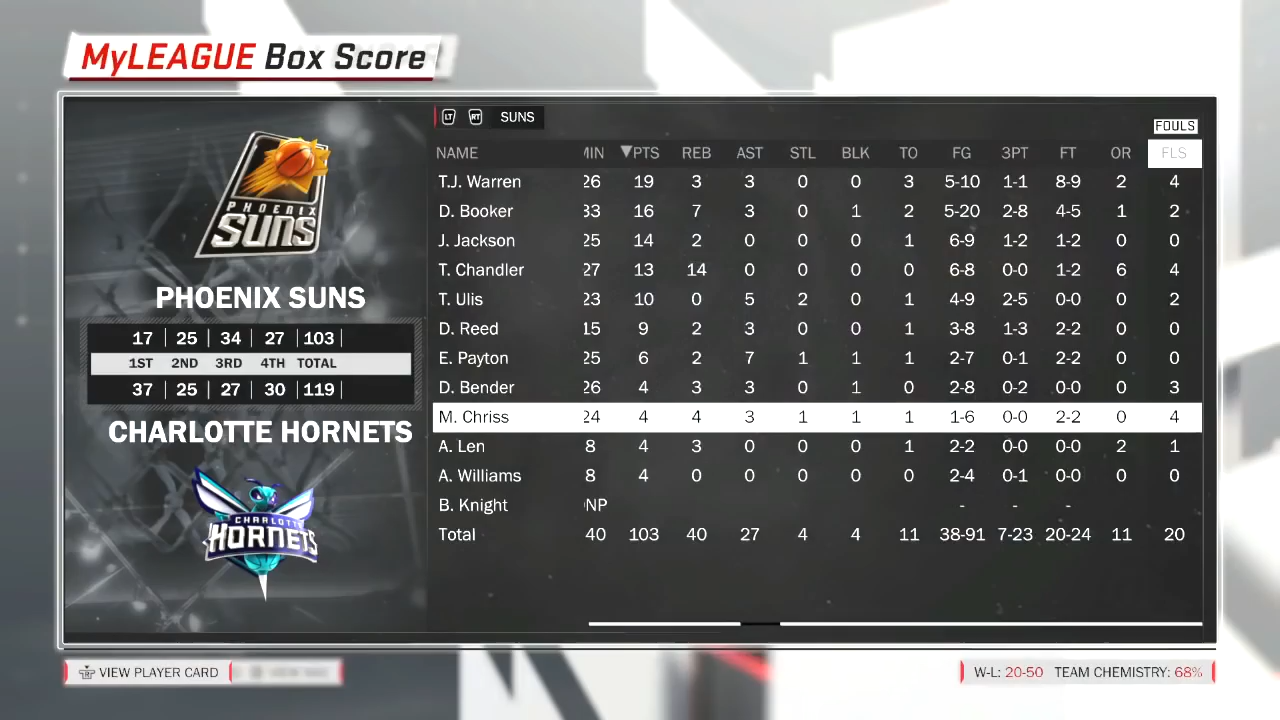 MyLEAGUE Box Score
LT RT SUNS
FOULS
NAME MIN ▼PTS REB AST STL BLK TO FG 3PT FT OR FLS
T.J. Warren 26 19 3 3 0 0 3 5-10 1-1 8-9 2 4
D. Booker 33 16 7 3 0 1 2 5-20 2-8 4-5 1 2
J. Jackson 25 14 2 0 0 0 1 6-9 1-2 1-2 0 0
T. Chandler 27 13 14 0 0 0 0 6-8 0-0 1-2 6 4
T. Ulis 23 10 0 5 2 0 1 4-9 2-5 0-0 0 2
D. Reed 15 9 2 3 0 0 1 3-8 1-3 2-2 0 0
E. Payton 25 6 2 7 1 1 1 2-7 0-1 2-2 0 0
D. Bender 26 4 3 3 0 1 0 2-8 0-2 0-0 0 3
M. Chriss 24 4 4 3 1 1 1 1-6 0-0 2-2 0 4
A. Len 8 4 3 0 0 0 1 2-2 0-0 0-0 2 1
A. Williams 8 4 0 0 0 0 0 2-4 0-1 0-0 0 0
B. Knight DNP - - -
Total 40 103 40 27 4 4 11 38-91 7-23 20-24 11 20
PHOENIX
SUNS
PHOENIX SUNS
17 25 34 27 103
1ST 2ND 3RD 4TH TOTAL
37 25 27 30 119
CHARLOTTE HORNETS
CHARLOTTE
HORNETS
VIEW PLAYER CARD
W-L: 20-50 TEAM CHEMISTRY: 68%